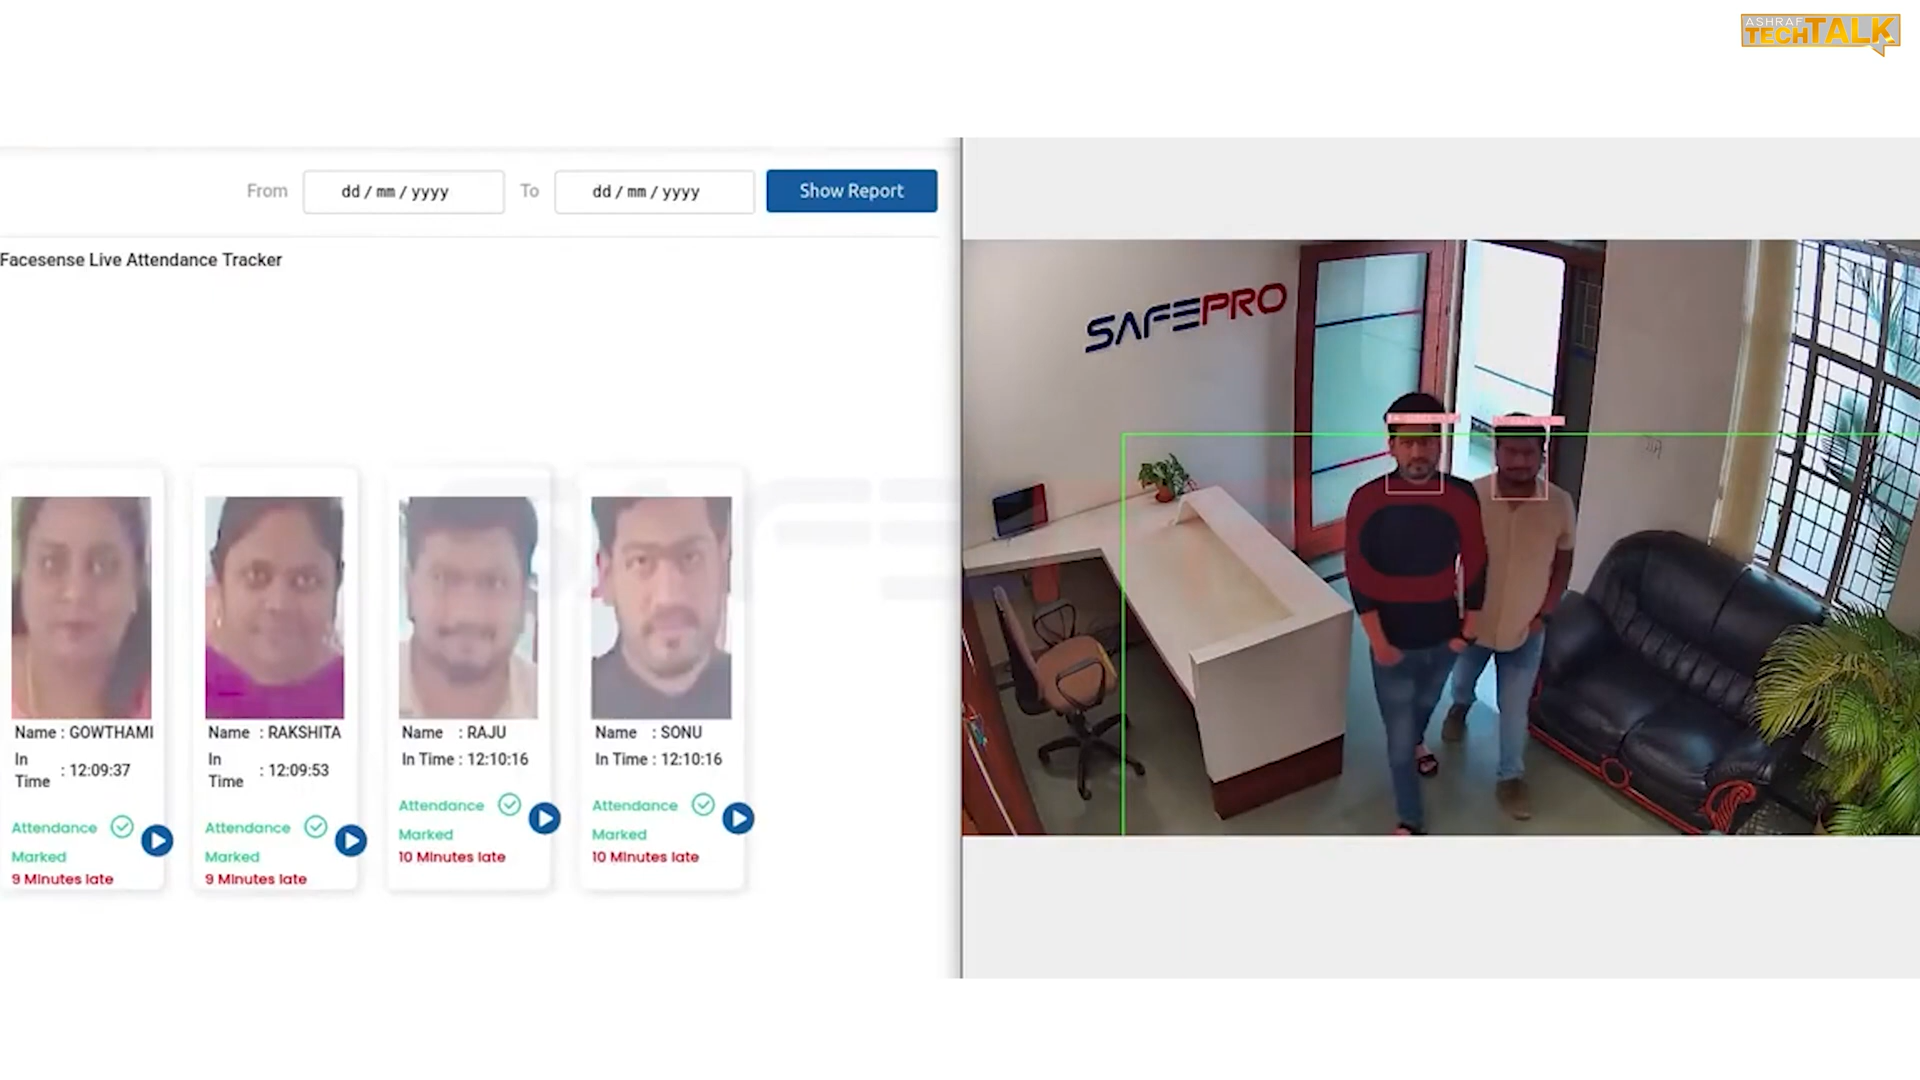 ASHRAF
TECHTALK
From dd / mm / yyyy To dd / mm / yyyy Show Report
Facesense Live Attendance Tracker
SAFEPRO
Name : GOWTHAMI
In Time : 12:09:37
Attendance Marked
9 Minutes late
Name : RAKSHITA
In Time : 12:09:53
Attendance Marked
9 Minutes late
Name : RAJU
In Time : 12:10:16
Attendance Marked
10 Minutes late
Name : SONU
In Time : 12:10:16
Attendance Marked
10 Minutes late